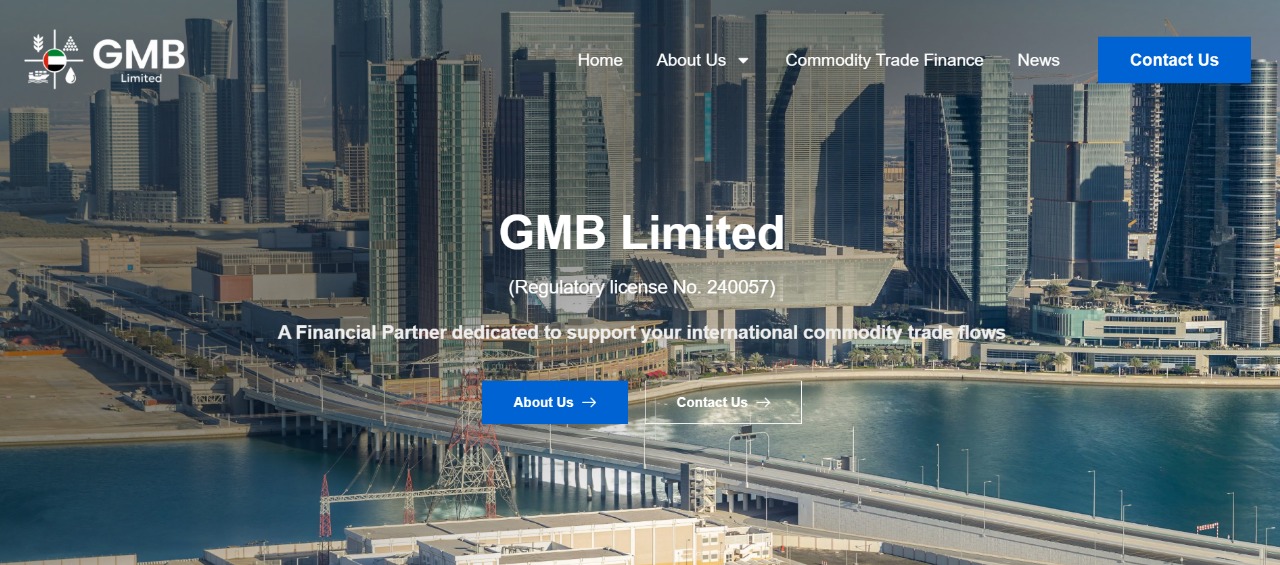 GMB
Limited
Home
About Us
Commodity Trade Finance
News
Contact Us
GMB Limited
(Regulatory license No. 240057)
A Financial Partner dedicated to support your international commodity trade flows
About Us →
Contact Us →